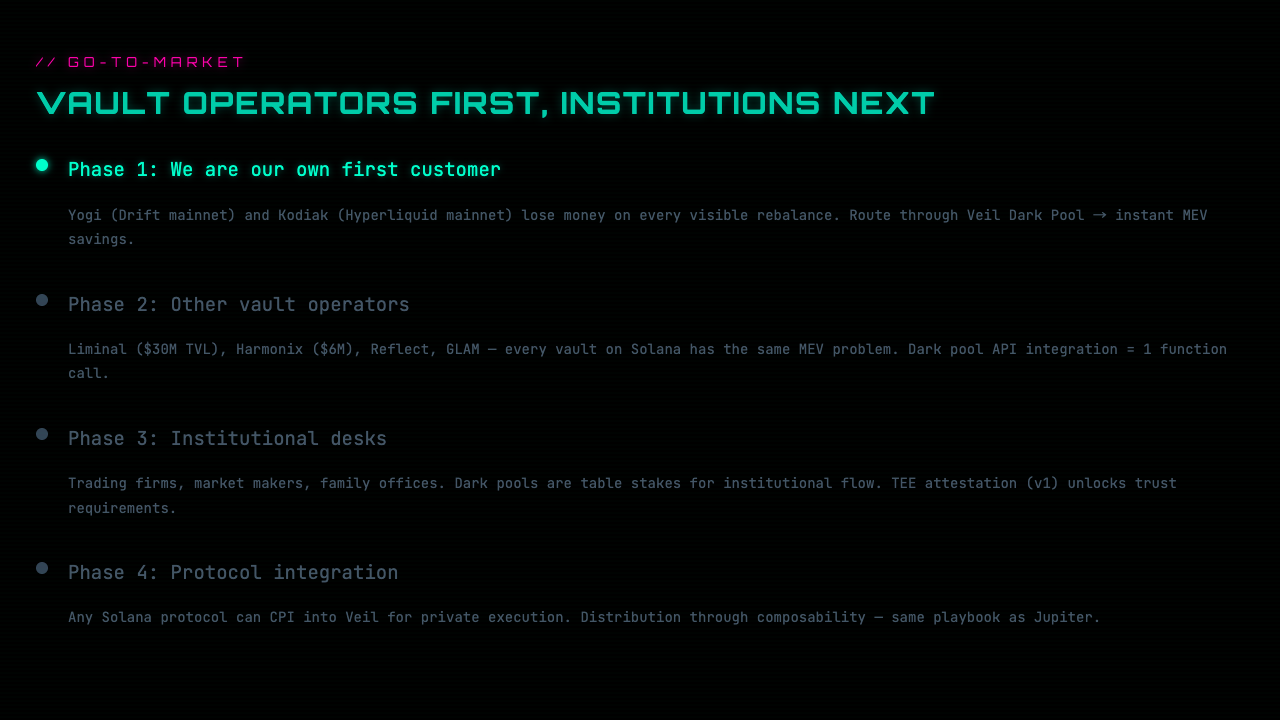 // GO-TO-MARKET
VAULT OPERATORS FIRST, INSTITUTIONS NEXT
Phase 1: We are our own first customer
Yogi (Drift mainnet) and Kodiak (Hyperliquid mainnet) lose money on every visible rebalance. Route through Veil Dark Pool → instant MEV
savings.
Phase 2: Other vault operators
Liminal ($30M TVL), Harmonix ($6M), Reflect, GLAM — every vault on Solana has the same MEV problem. Dark pool API integration = 1 function
call.
Phase 3: Institutional desks
Trading firms, market makers, family offices. Dark pools are table stakes for institutional flow. TEE attestation (v1) unlocks trust
requirements.
Phase 4: Protocol integration
Any Solana protocol can CPI into Veil for private execution. Distribution through composability — same playbook as Jupiter.